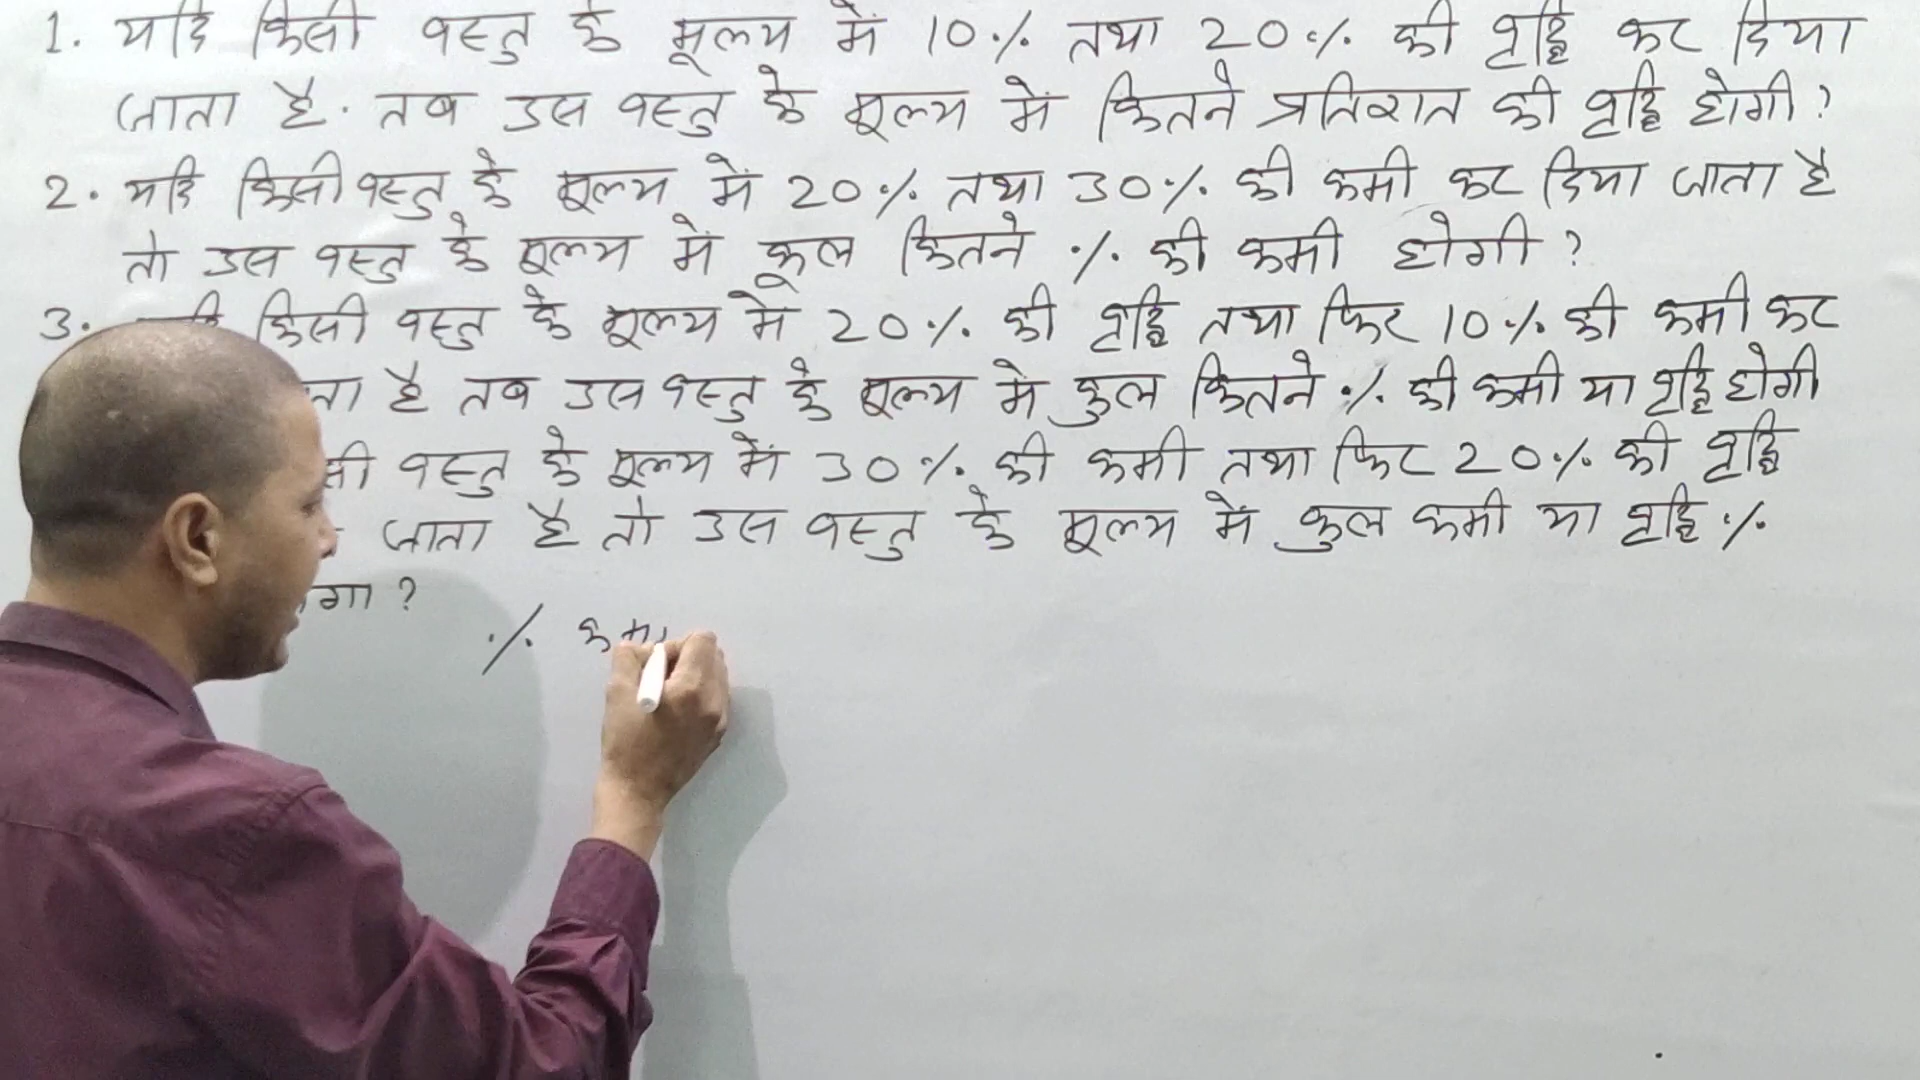 1. यदि किसी वस्तु के मूल्य में 10% तथा 20% की वृद्धि कर दिया
जाता है. तब उस वस्तु के मूल्य में कितने प्रतिशत की वृद्धि होगी?
2. यदि किसी वस्तु के मूल्य में 20% तथा 30% की कमी कर दिया जाता है
तो उस वस्तु के मूल्य में कूल कितने % की कमी होगी?
3. किसी वस्तु के मूल्य में 20% की वृद्धि तथा फिर 10% की कमी कर
ता है तब उस वस्तु के मूल्य में कुल कितने % की कमी या वृद्धि होगी
सी वस्तु के मूल्य में 30% की कमी तथा फिर 20% की वृद्धि
जाता है तो उस वस्तु के मूल्य में कुल कमी या वृद्धि %
गा?
%